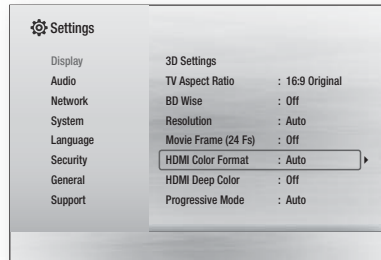 Settings
Display
Audio
Network
System
Language
Security
General
Support
3D Settings
TV Aspect Ratio : 16:9 Original
BD Wise : Off
Resolution : Auto
Movie Frame (24 Fs) : Off
HDMI Color Format : Auto
HDMI Deep Color : Off
Progressive Mode : Auto